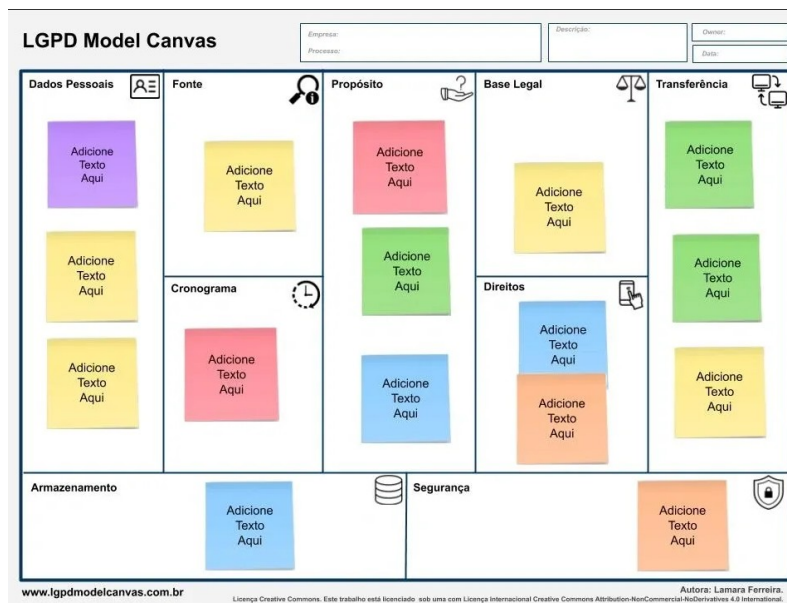 LGPD Model Canvas
Empresa:
Processo:
Descrição:
Owner:
Data:
Dados Pessoais
Adicione
Texto
Aqui
Adicione
Texto
Aqui
Adicione
Texto
Aqui
Fonte
Adicione
Texto
Aqui
Cronograma
Adicione
Texto
Aqui
Propósito
Adicione
Texto
Aqui
Adicione
Texto
Aqui
Adicione
Texto
Aqui
Base Legal
Adicione
Texto
Aqui
Direitos
Adicione
Texto
Aqui
Adicione
Texto
Aqui
Transferência
Adicione
Texto
Aqui
Adicione
Texto
Aqui
Adicione
Texto
Aqui
Armazenamento
Adicione
Texto
Aqui
Segurança
Adicione
Texto
Aqui
www.lgpdmodelcanvas.com.br
Autora: Lamara Ferreira.
Licença Creative Commons. Este trabalho está licenciado sob uma com Licença Internacional Creative Commons Attribution-NonCommercial-NoDerivatives 4.0 International.